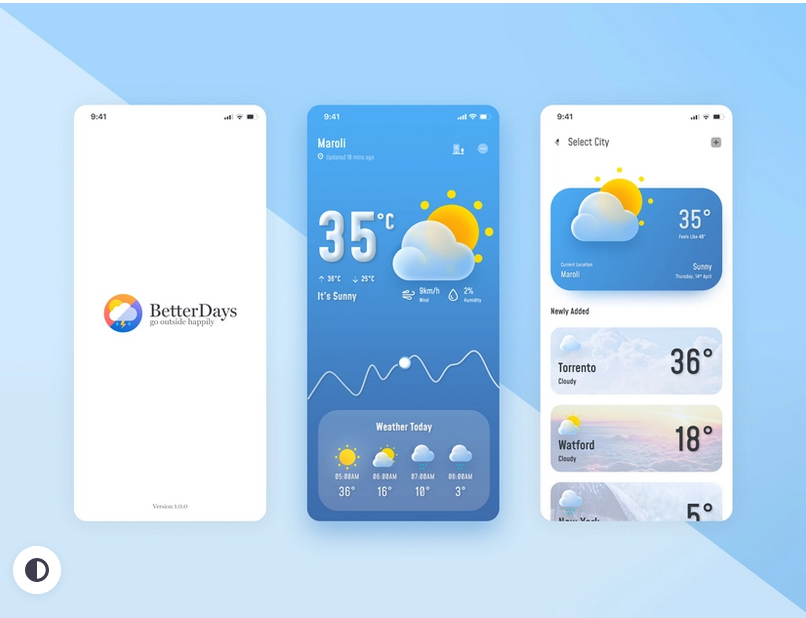 9:41
BetterDays
go outside happily
Version 1.0.0
9:41
Maroli
Updated 18 mins ago
35°C
↑ 36°C ↓ 25°C
It's Sunny
9km/h
Wind
2%
Humidity
Weather Today
05:00AM 06:00AM 07:00AM 08:00AM
36° 16° 10° 3°
9:41
Select City
35°
Feels Like 40°
Current Location
Maroli
Sunny
Thursday, 14th April
Newly Added
Torrento
Cloudy
36°
Watford
Cloudy
18°
New York
5°